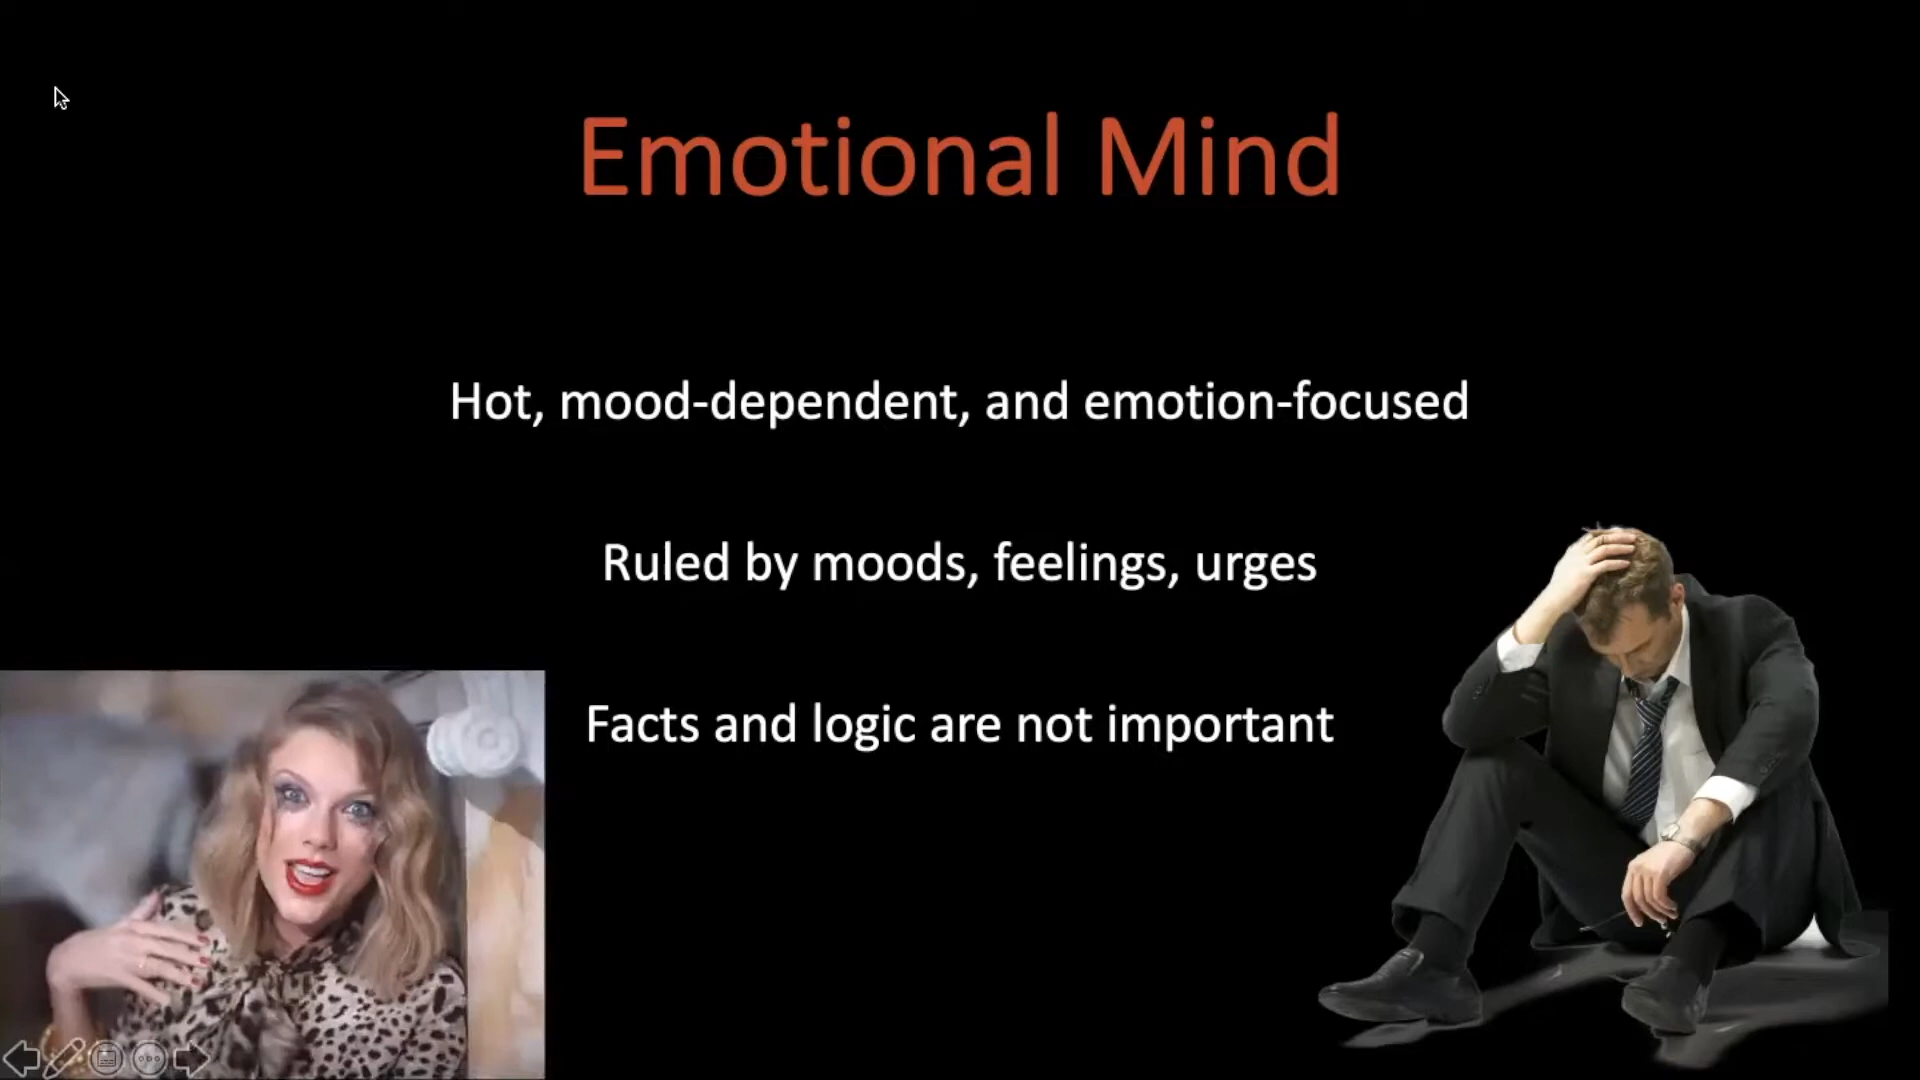 Emotional Mind
Hot, mood-dependent, and emotion-focused
Ruled by moods, feelings, urges
Facts and logic are not important